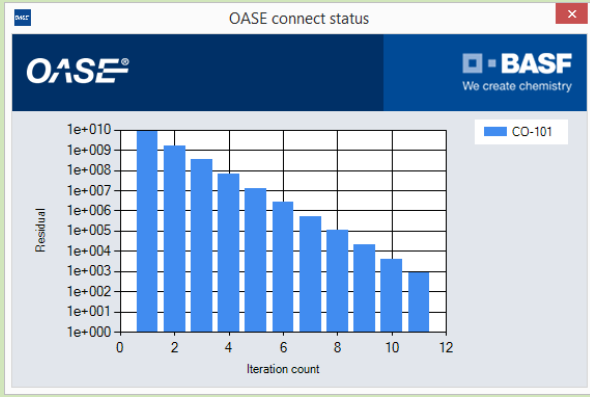 OASE connect status
OASE®
BASF
We create chemistry
CO-101
1e+010
1e+009
1e+008
1e+007
1e+006
1e+005
1e+004
1e+003
1e+002
1e+001
1e+000
Residual
0 2 4 6 8 10 12
Iteration count